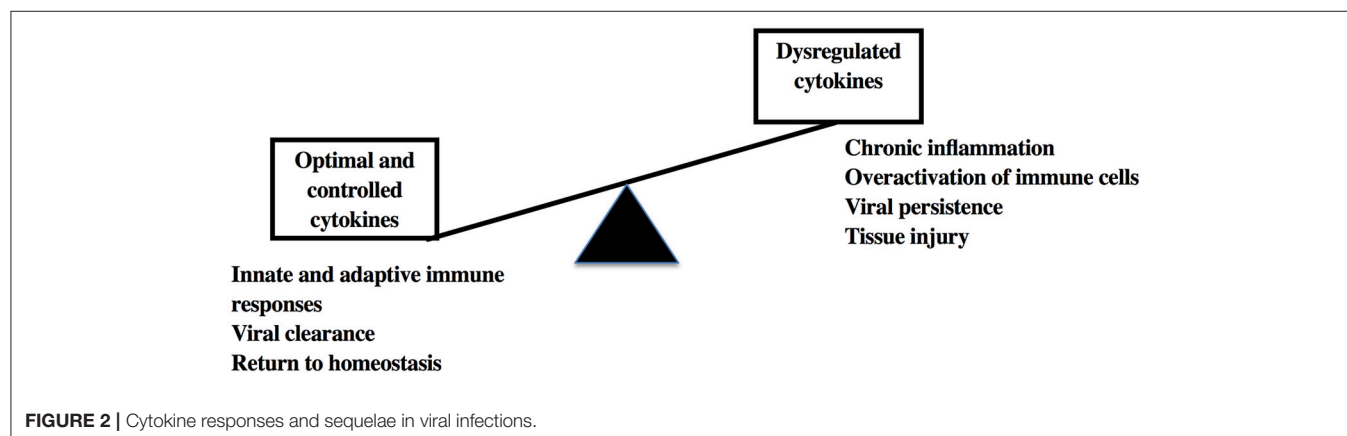 Dysregulated
cytokines
Optimal and
controlled
cytokines
Chronic inflammation
Overactivation of immune cells
Viral persistence
Tissue injury
Innate and adaptive immune
responses
Viral clearance
Return to homeostasis
FIGURE 2 | Cytokine responses and sequelae in viral infections.